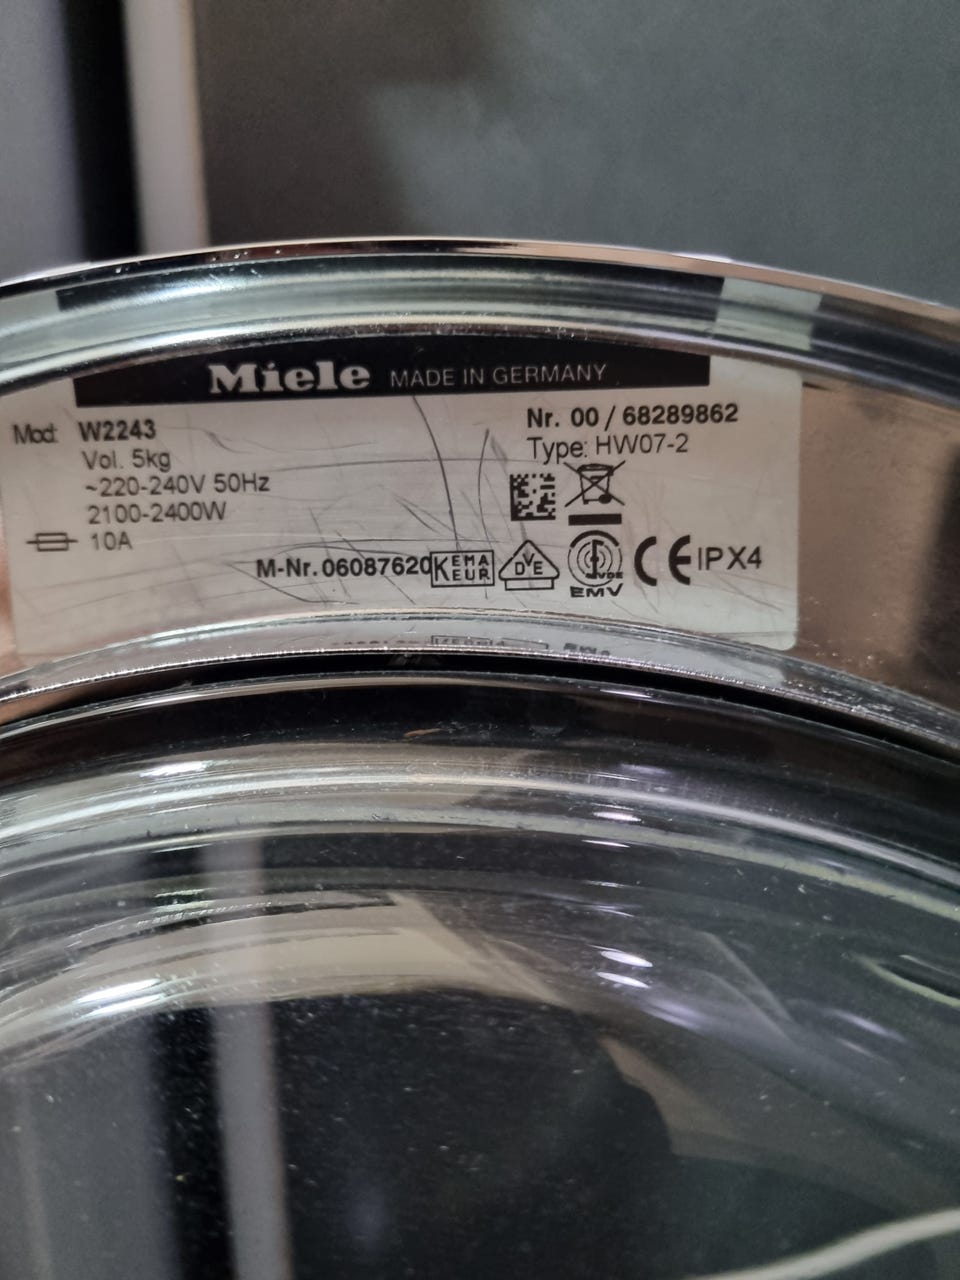 Miele MADE IN GERMANY
Mod: W2243
Nr. 00 / 68289862
Vol. 5kg
Type: HW07-2
~220-240V 50Hz
2100-2400W
10A
M-Nr. 06087620 KEMA EUR DVE VDE EMV CE IPX4